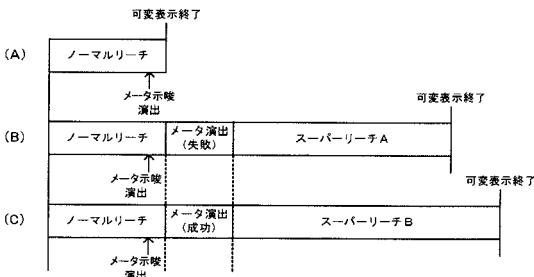 可変表示終了
(A)
ノーマルリーチ
メータ示唆
演出
可変表示終了
(B)
ノーマルリーチ
メータ演出
(失敗)
スーパーリーチA
メータ示唆
演出
可変表示終了
(C)
ノーマルリーチ
メータ演出
(成功)
スーパーリーチB
メータ示唆
演出